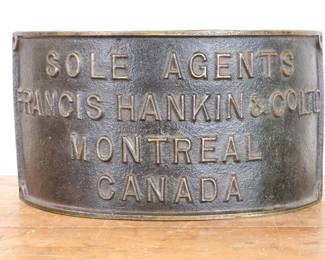 SOLE AGENTS
FRANCIS HANKIN & CO LTD
MONTREAL
CANADA